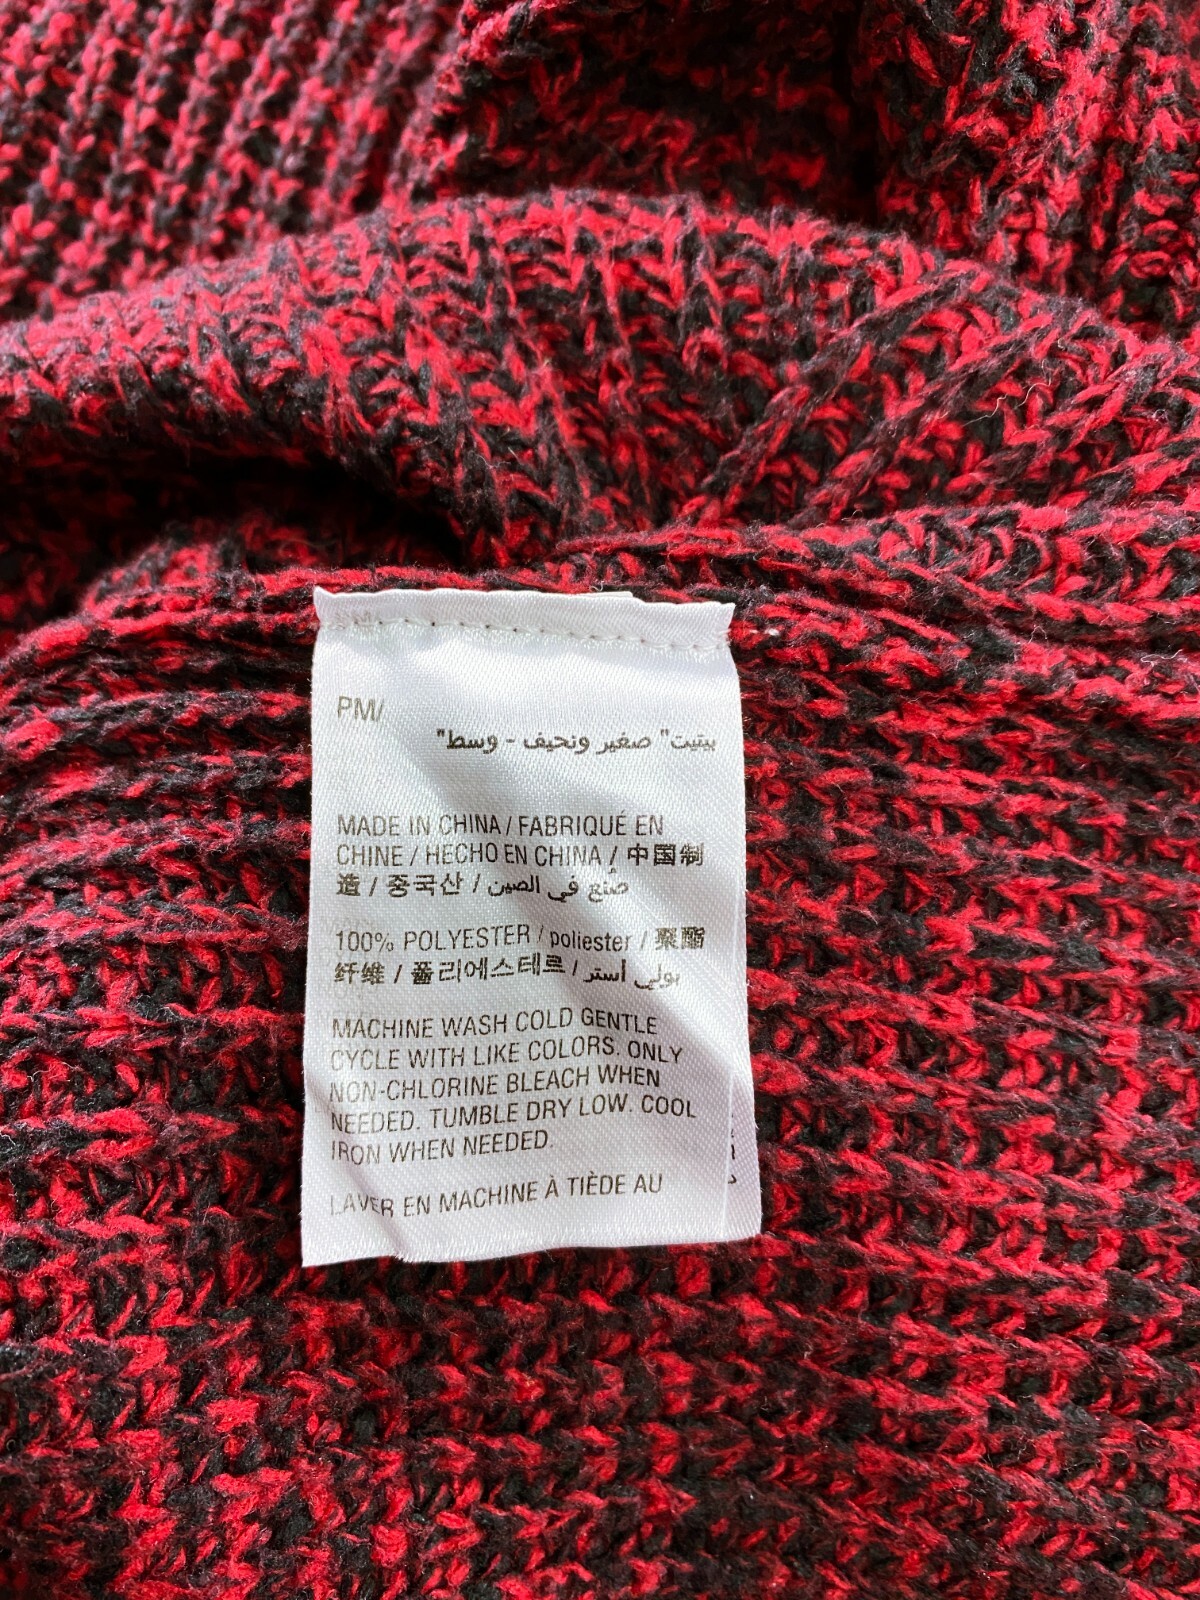 PM/
بيتيت" صغير ونحيف - وسط"
MADE IN CHINA / FABRIQUÉ EN
CHINE / HECHO EN CHINA / 中国制
造 / 중국산 / صُنع في الصين
100% POLYESTER / poliester / 聚酯
纤维 / 폴리에스테르 / بولي أستر
MACHINE WASH COLD GENTLE
CYCLE WITH LIKE COLORS. ONLY
NON-CHLORINE BLEACH WHEN
NEEDED. TUMBLE DRY LOW. COOL
IRON WHEN NEEDED.
LAVER EN MACHINE À TIÈDE AU